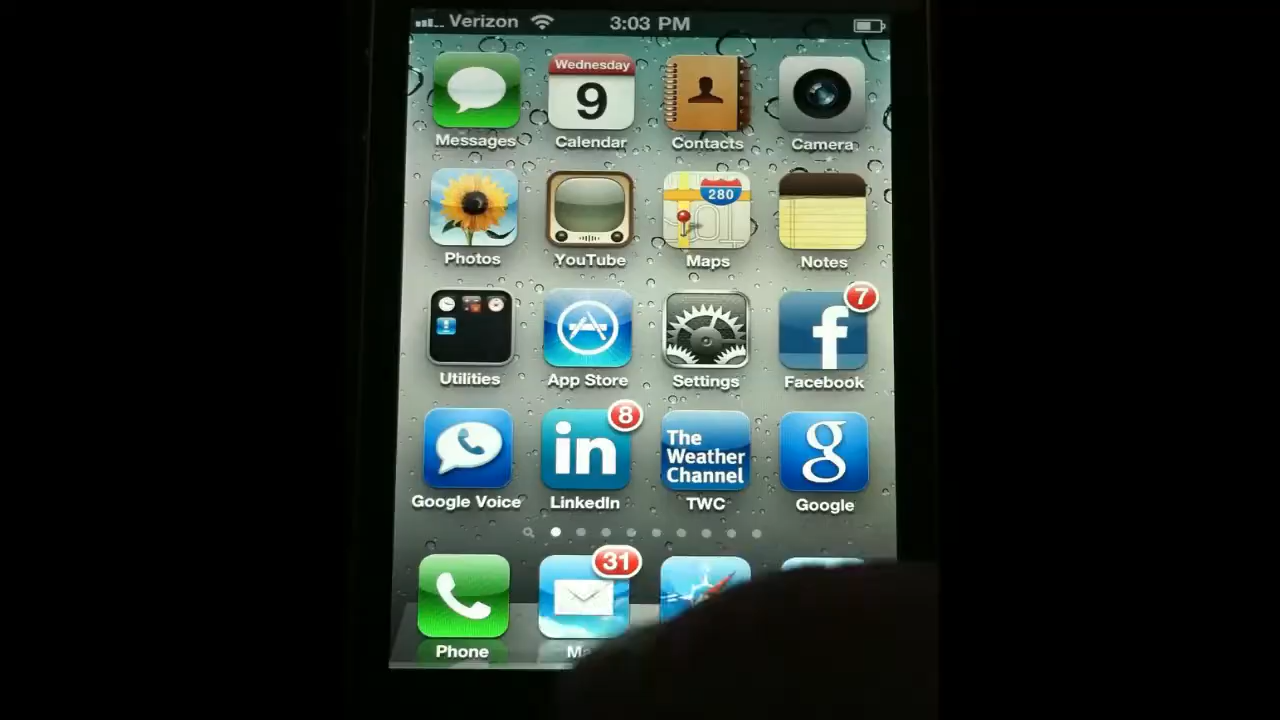 Verizon 3:03 PM
Wednesday
9
Messages Calendar Contacts Camera
280
Photos YouTube Maps Notes
7
Utilities App Store Settings Facebook
8
in
The
Weather
Channel
g
Google Voice LinkedIn TWC Google
31
Phone